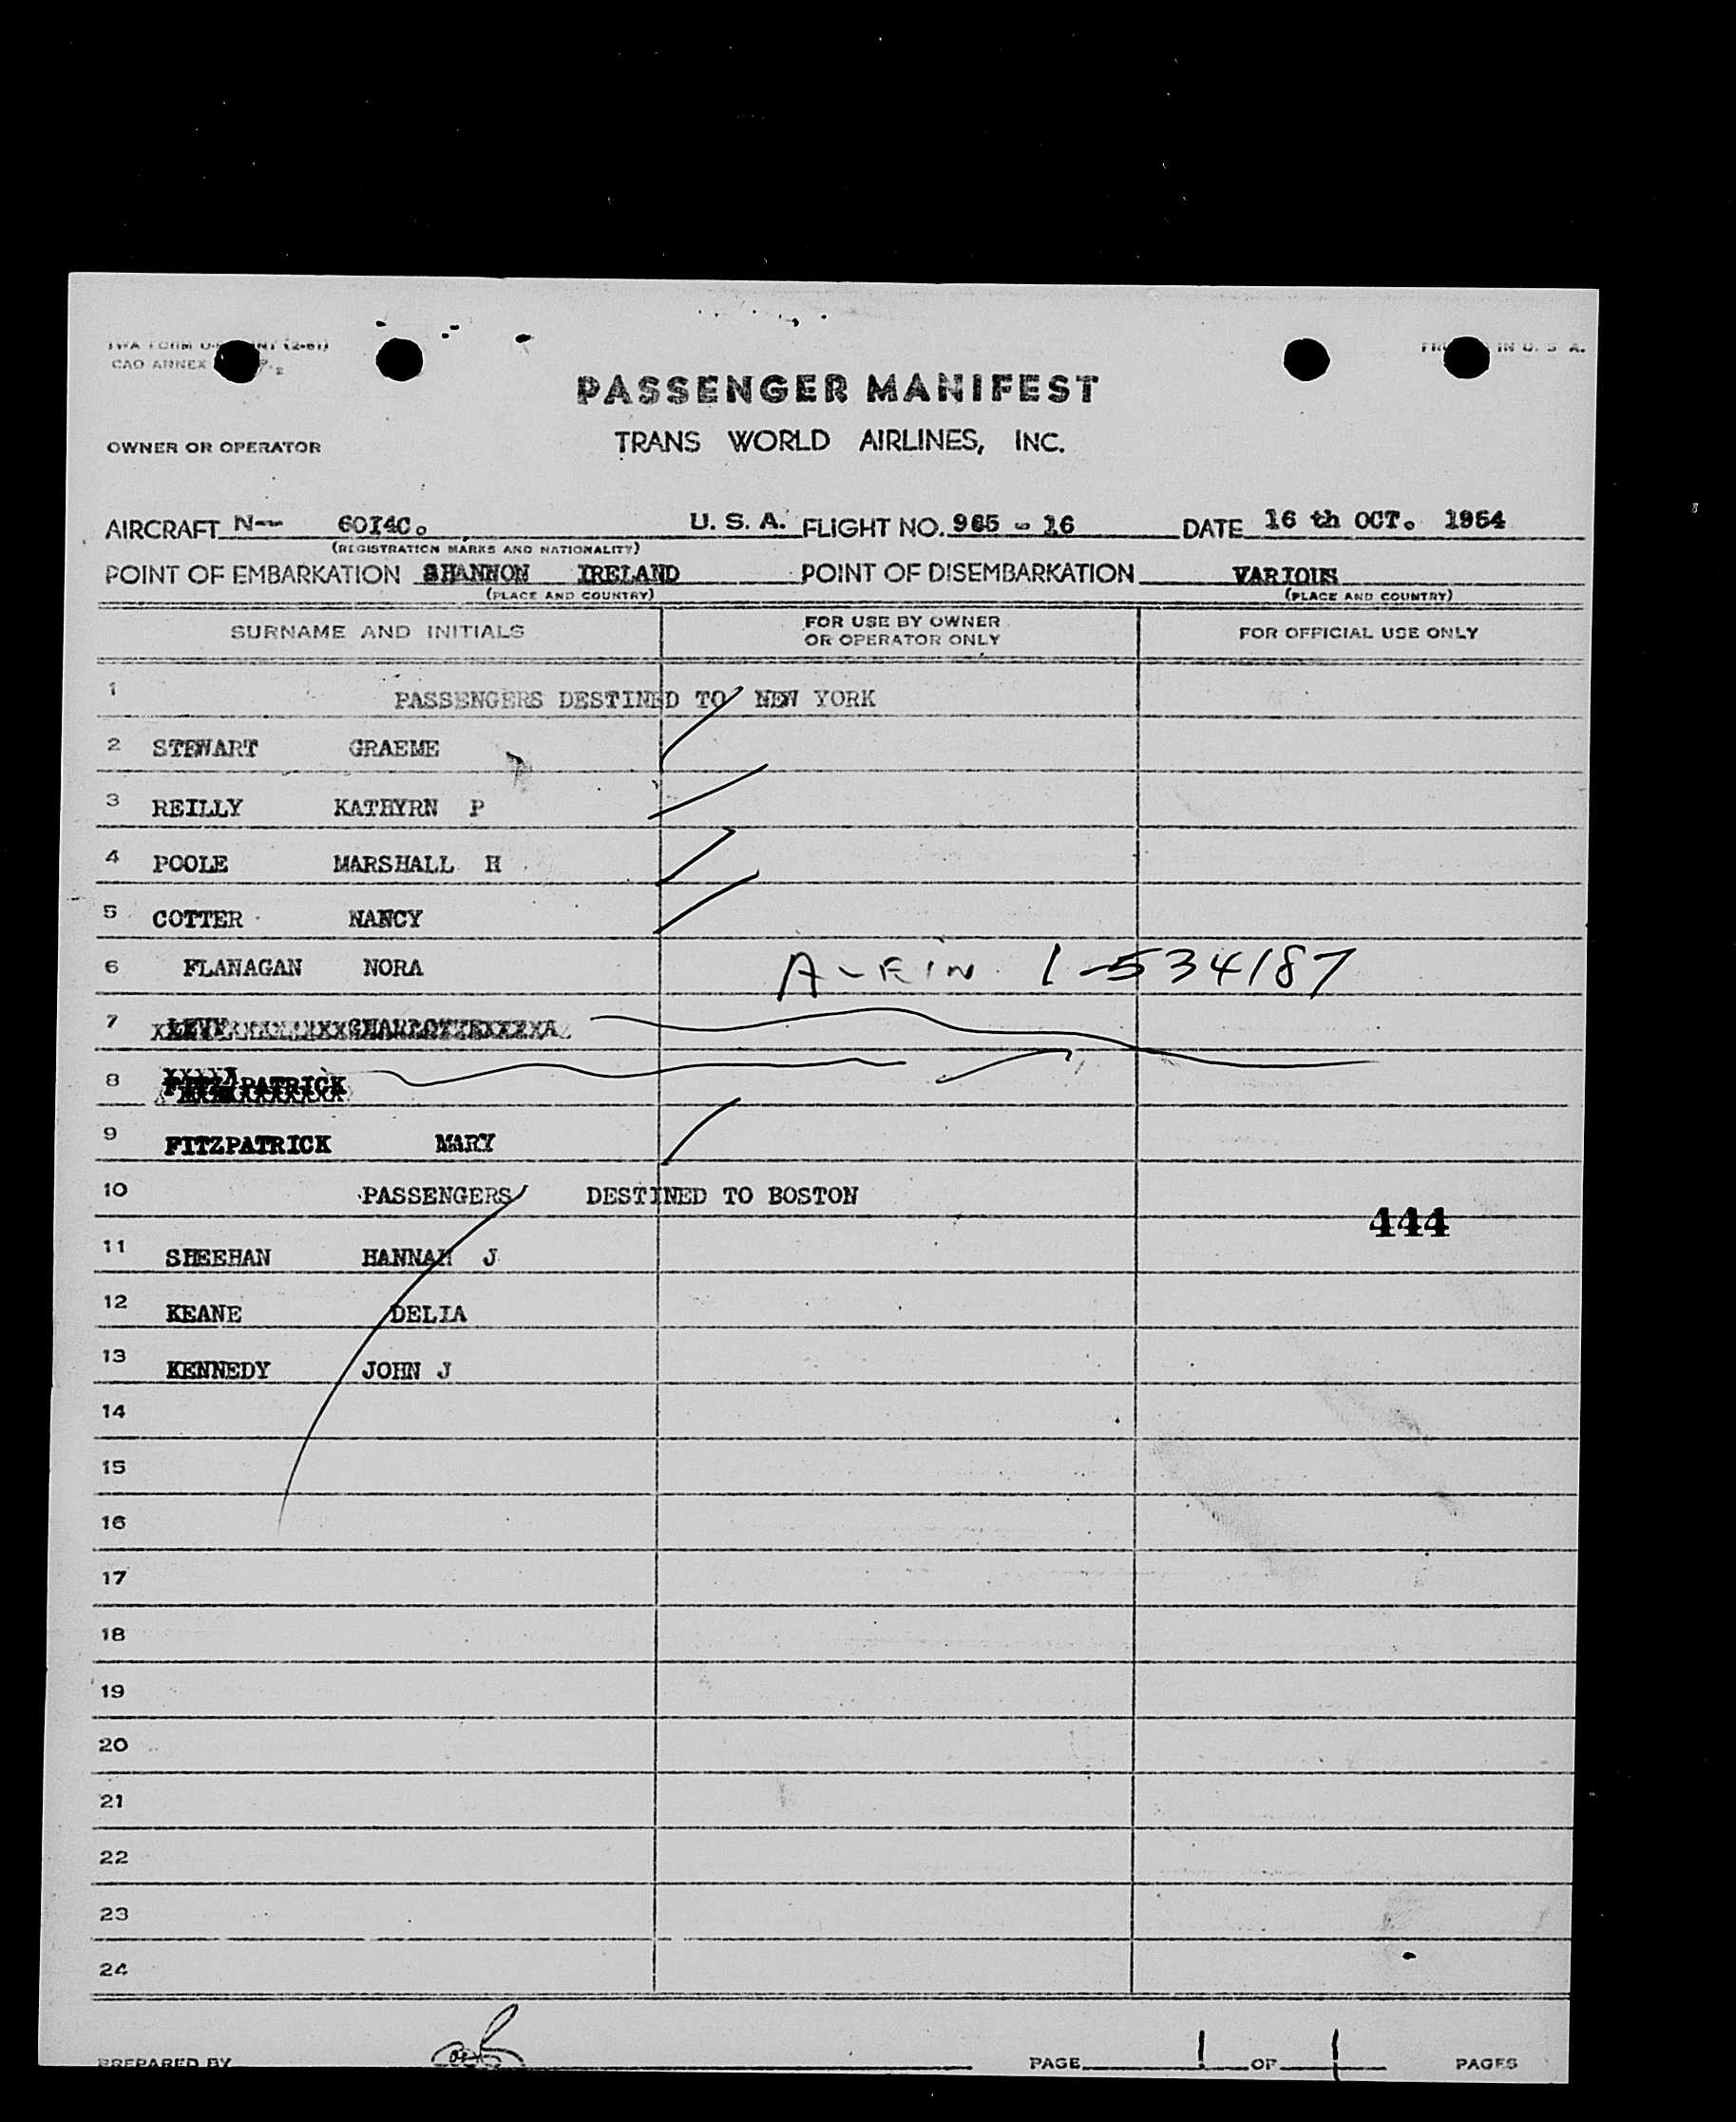 CAO ANNEX
PASSENGER MANIFEST
OWNER OR OPERATOR
TRANS WORLD AIRLINES, INC.
AIRCRAFT N-- 60I4C. U. S. A. FLIGHT NO. 965 - 16 DATE 16 th OCT. 1954
(REGISTRATION MARKS AND NATIONALITY)
POINT OF EMBARKATION SHANNON IRELAND POINT OF DISEMBARKATION VARIOUS
(PLACE AND COUNTRY) (PLACE AND COUNTRY)
SURNAME AND INITIALS FOR USE BY OWNER OR OPERATOR ONLY FOR OFFICIAL USE ONLY
1 PASSENGERS DESTINED TO NEW YORK
2 STEWART GRAEME
3 REILLY KATHYRN P
4 POOLE MARSHALL H
5 COTTER NANCY
6 FLANAGAN NORA A-RIN 1-534187
7 LEVY CHARLOTTE
8 FITZPATRICK
9 FITZPATRICK MARY
10 PASSENGERS DESTINED TO BOSTON
444
11 SHEEHAN HANNAH J
12 KEANE DELIA
13 KENNEDY JOHN J
14
15
16
17
18
19
20
21
22
23
24
PREPARED BY PAGE 1 OF 1 PAGES